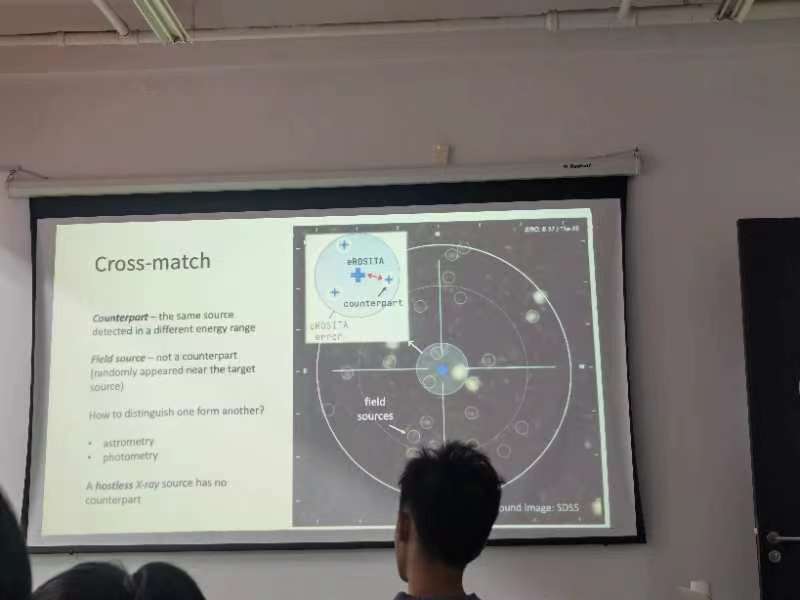 Cross-match
Counterpart – the same source
detected in a different energy range
Field source – not a counterpart
(randomly appeared near the target
source)
How to distinguish one form another?
• astrometry
• photometry
A hostless X-ray source has no
counterpart
eROSITA
counterpart
eROSITA
error
field
sources
ound image: SDSS